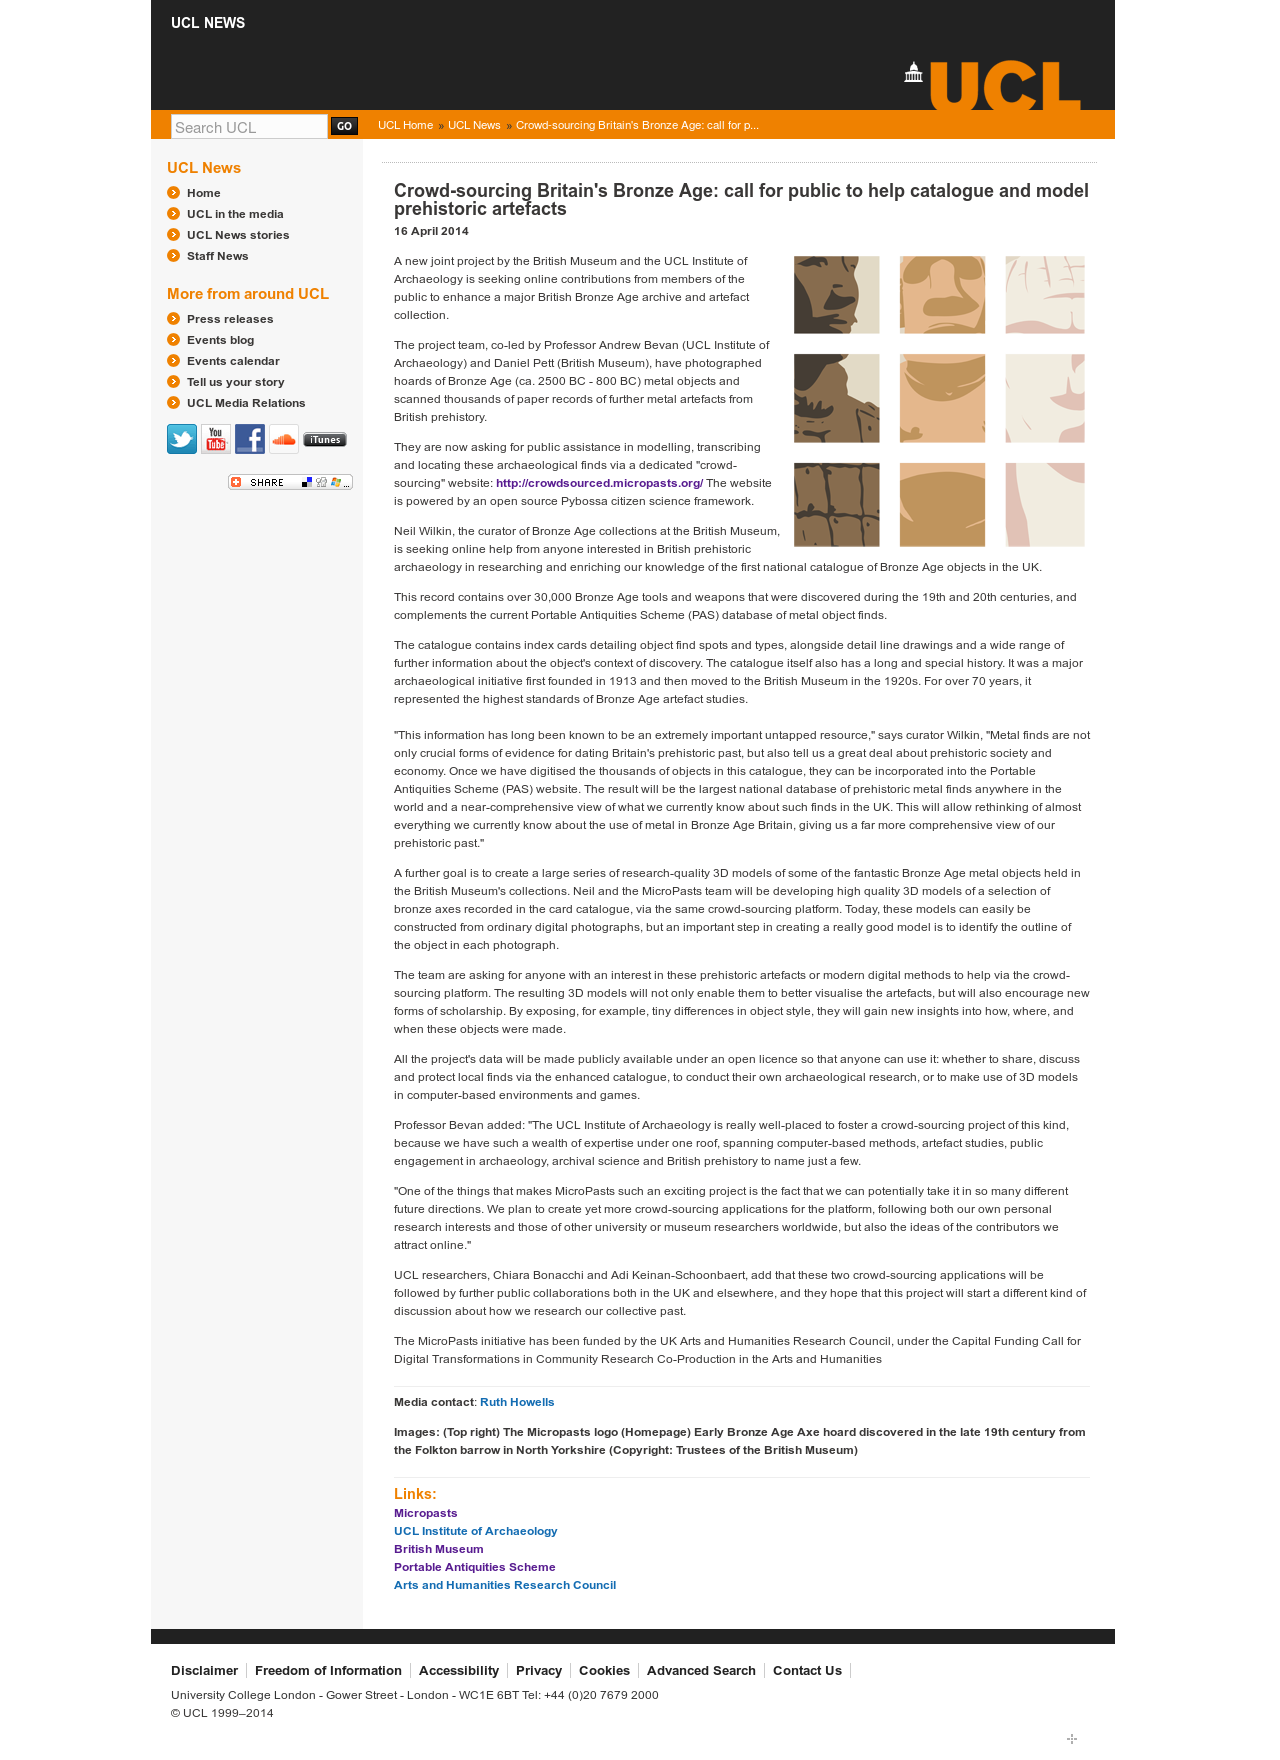 UCL NEWS
UCL
Search UCL
GO
UCL Home » UCL News » Crowd-sourcing Britain's Bronze Age: call for p...
UCL News
Home
UCL in the media
UCL News stories
Staff News
More from around UCL
Press releases
Events blog
Events calendar
Tell us your story
UCL Media Relations
You Tube
iTunes
SHARE
Crowd-sourcing Britain's Bronze Age: call for public to help catalogue and model
prehistoric artefacts
16 April 2014
A new joint project by the British Museum and the UCL Institute of
Archaeology is seeking online contributions from members of the
public to enhance a major British Bronze Age archive and artefact
collection.
The project team, co-led by Professor Andrew Bevan (UCL Institute of
Archaeology) and Daniel Pett (British Museum), have photographed
hoards of Bronze Age (ca. 2500 BC - 800 BC) metal objects and
scanned thousands of paper records of further metal artefacts from
British prehistory.
They are now asking for public assistance in modelling, transcribing
and locating these archaeological finds via a dedicated "crowd-
sourcing" website: http://crowdsourced.micropasts.org/ The website
is powered by an open source Pybossa citizen science framework.
Neil Wilkin, the curator of Bronze Age collections at the British Museum,
is seeking online help from anyone interested in British prehistoric
archaeology in researching and enriching our knowledge of the first national catalogue of Bronze Age objects in the UK.
This record contains over 30,000 Bronze Age tools and weapons that were discovered during the 19th and 20th centuries, and
complements the current Portable Antiquities Scheme (PAS) database of metal object finds.
The catalogue contains index cards detailing object find spots and types, alongside detail line drawings and a wide range of
further information about the object's context of discovery. The catalogue itself also has a long and special history. It was a major
archaeological initiative first founded in 1913 and then moved to the British Museum in the 1920s. For over 70 years, it
represented the highest standards of Bronze Age artefact studies.
"This information has long been known to be an extremely important untapped resource," says curator Wilkin, "Metal finds are not
only crucial forms of evidence for dating Britain's prehistoric past, but also tell us a great deal about prehistoric society and
economy. Once we have digitised the thousands of objects in this catalogue, they can be incorporated into the Portable
Antiquities Scheme (PAS) website. The result will be the largest national database of prehistoric metal finds anywhere in the
world and a near-comprehensive view of what we currently know about such finds in the UK. This will allow rethinking of almost
everything we currently know about the use of metal in Bronze Age Britain, giving us a far more comprehensive view of our
prehistoric past."
A further goal is to create a large series of research-quality 3D models of some of the fantastic Bronze Age metal objects held in
the British Museum's collections. Neil and the MicroPasts team will be developing high quality 3D models of a selection of
bronze axes recorded in the card catalogue, via the same crowd-sourcing platform. Today, these models can easily be
constructed from ordinary digital photographs, but an important step in creating a really good model is to identify the outline of
the object in each photograph.
The team are asking for anyone with an interest in these prehistoric artefacts or modern digital methods to help via the crowd-
sourcing platform. The resulting 3D models will not only enable them to better visualise the artefacts, but will also encourage new
forms of scholarship. By exposing, for example, tiny differences in object style, they will gain new insights into how, where, and
when these objects were made.
All the project's data will be made publicly available under an open licence so that anyone can use it: whether to share, discuss
and protect local finds via the enhanced catalogue, to conduct their own archaeological research, or to make use of 3D models
in computer-based environments and games.
Professor Bevan added: "The UCL Institute of Archaeology is really well-placed to foster a crowd-sourcing project of this kind,
because we have such a wealth of expertise under one roof, spanning computer-based methods, artefact studies, public
engagement in archaeology, archival science and British prehistory to name just a few.
"One of the things that makes MicroPasts such an exciting project is the fact that we can potentially take it in so many different
future directions. We plan to create yet more crowd-sourcing applications for the platform, following both our own personal
research interests and those of other university or museum researchers worldwide, but also the ideas of the contributors we
attract online."
UCL researchers, Chiara Bonacchi and Adi Keinan-Schoonbaert, add that these two crowd-sourcing applications will be
followed by further public collaborations both in the UK and elsewhere, and they hope that this project will start a different kind of
discussion about how we research our collective past.
The MicroPasts initiative has been funded by the UK Arts and Humanities Research Council, under the Capital Funding Call for
Digital Transformations in Community Research Co-Production in the Arts and Humanities
Media contact: Ruth Howells
Images: (Top right) The Micropasts logo (Homepage) Early Bronze Age Axe hoard discovered in the late 19th century from
the Folkton barrow in North Yorkshire (Copyright: Trustees of the British Museum)
Links:
Micropasts
UCL Institute of Archaeology
British Museum
Portable Antiquities Scheme
Arts and Humanities Research Council
Disclaimer Freedom of Information Accessibility Privacy Cookies Advanced Search Contact Us
University College London - Gower Street - London - WC1E 6BT Tel: +44 (0)20 7679 2000
© UCL 1999–2014